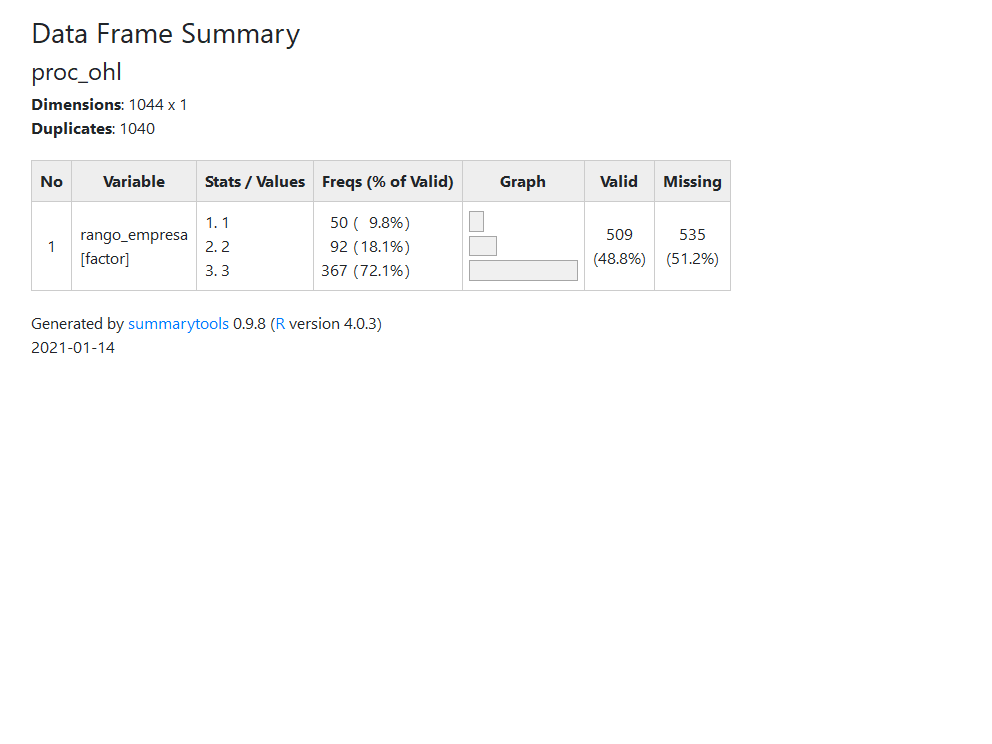 Data Frame Summary
proc_ohl
Dimensions: 1044 x 1
Duplicates: 1040
No Variable Stats / Values Freqs (% of Valid) Graph Valid Missing
1 rango_empresa [factor] 1. 1 50 ( 9.8%) 509 (48.8%) 535 (51.2%)
2. 2 92 (18.1%)
3. 3 367 (72.1%)
Generated by summarytools 0.9.8 (R version 4.0.3)
2021-01-14